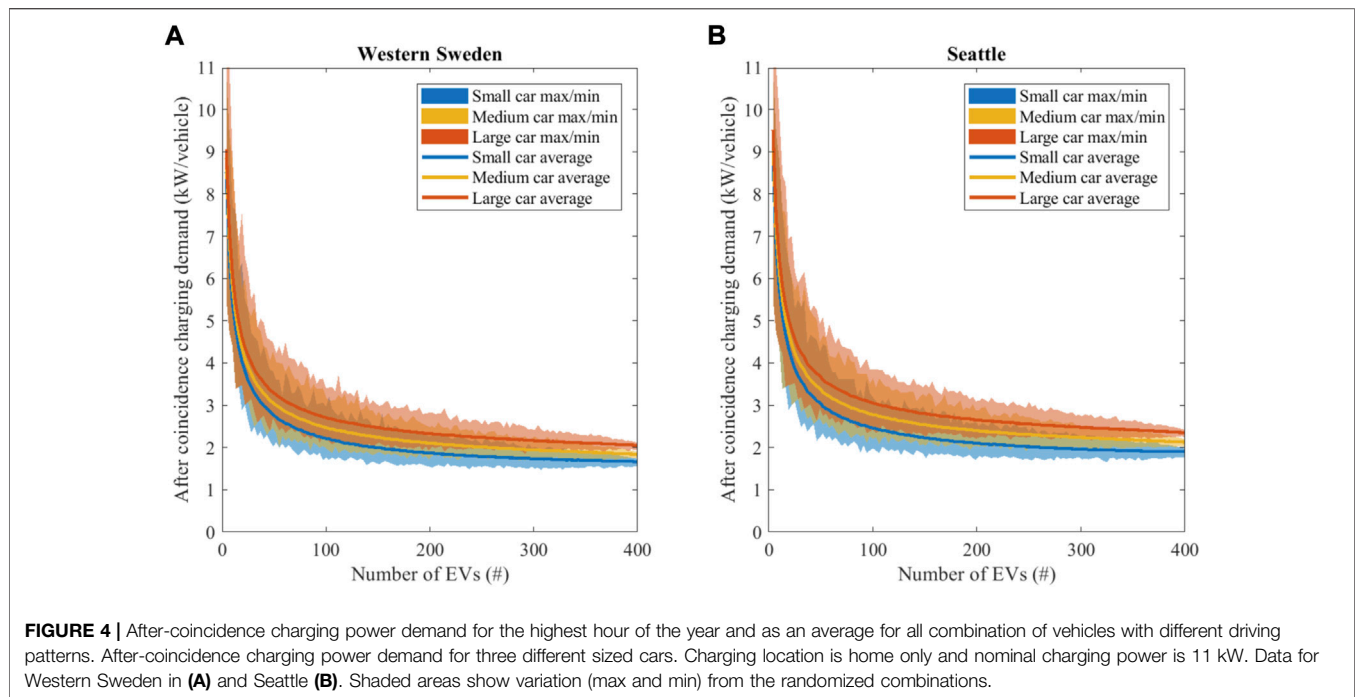 A
Western Sweden
After coincidence charging demand (kW/vehicle)
11
10
9
8
7
6
5
4
3
2
1
0
Small car max/min
Medium car max/min
Large car max/min
Small car average
Medium car average
Large car average
0 100 200 300 400
Number of EVs (#)
B
Seattle
After coincidence charging demand (kW/vehicle)
11
10
9
8
7
6
5
4
3
2
1
0
Small car max/min
Medium car max/min
Large car max/min
Small car average
Medium car average
Large car average
0 100 200 300 400
Number of EVs (#)
FIGURE 4 | After-coincidence charging power demand for the highest hour of the year and as an average for all combination of vehicles with different driving
patterns. After-coincidence charging power demand for three different sized cars. Charging location is home only and nominal charging power is 11 kW. Data for
Western Sweden in (A) and Seattle (B). Shaded areas show variation (max and min) from the randomized combinations.